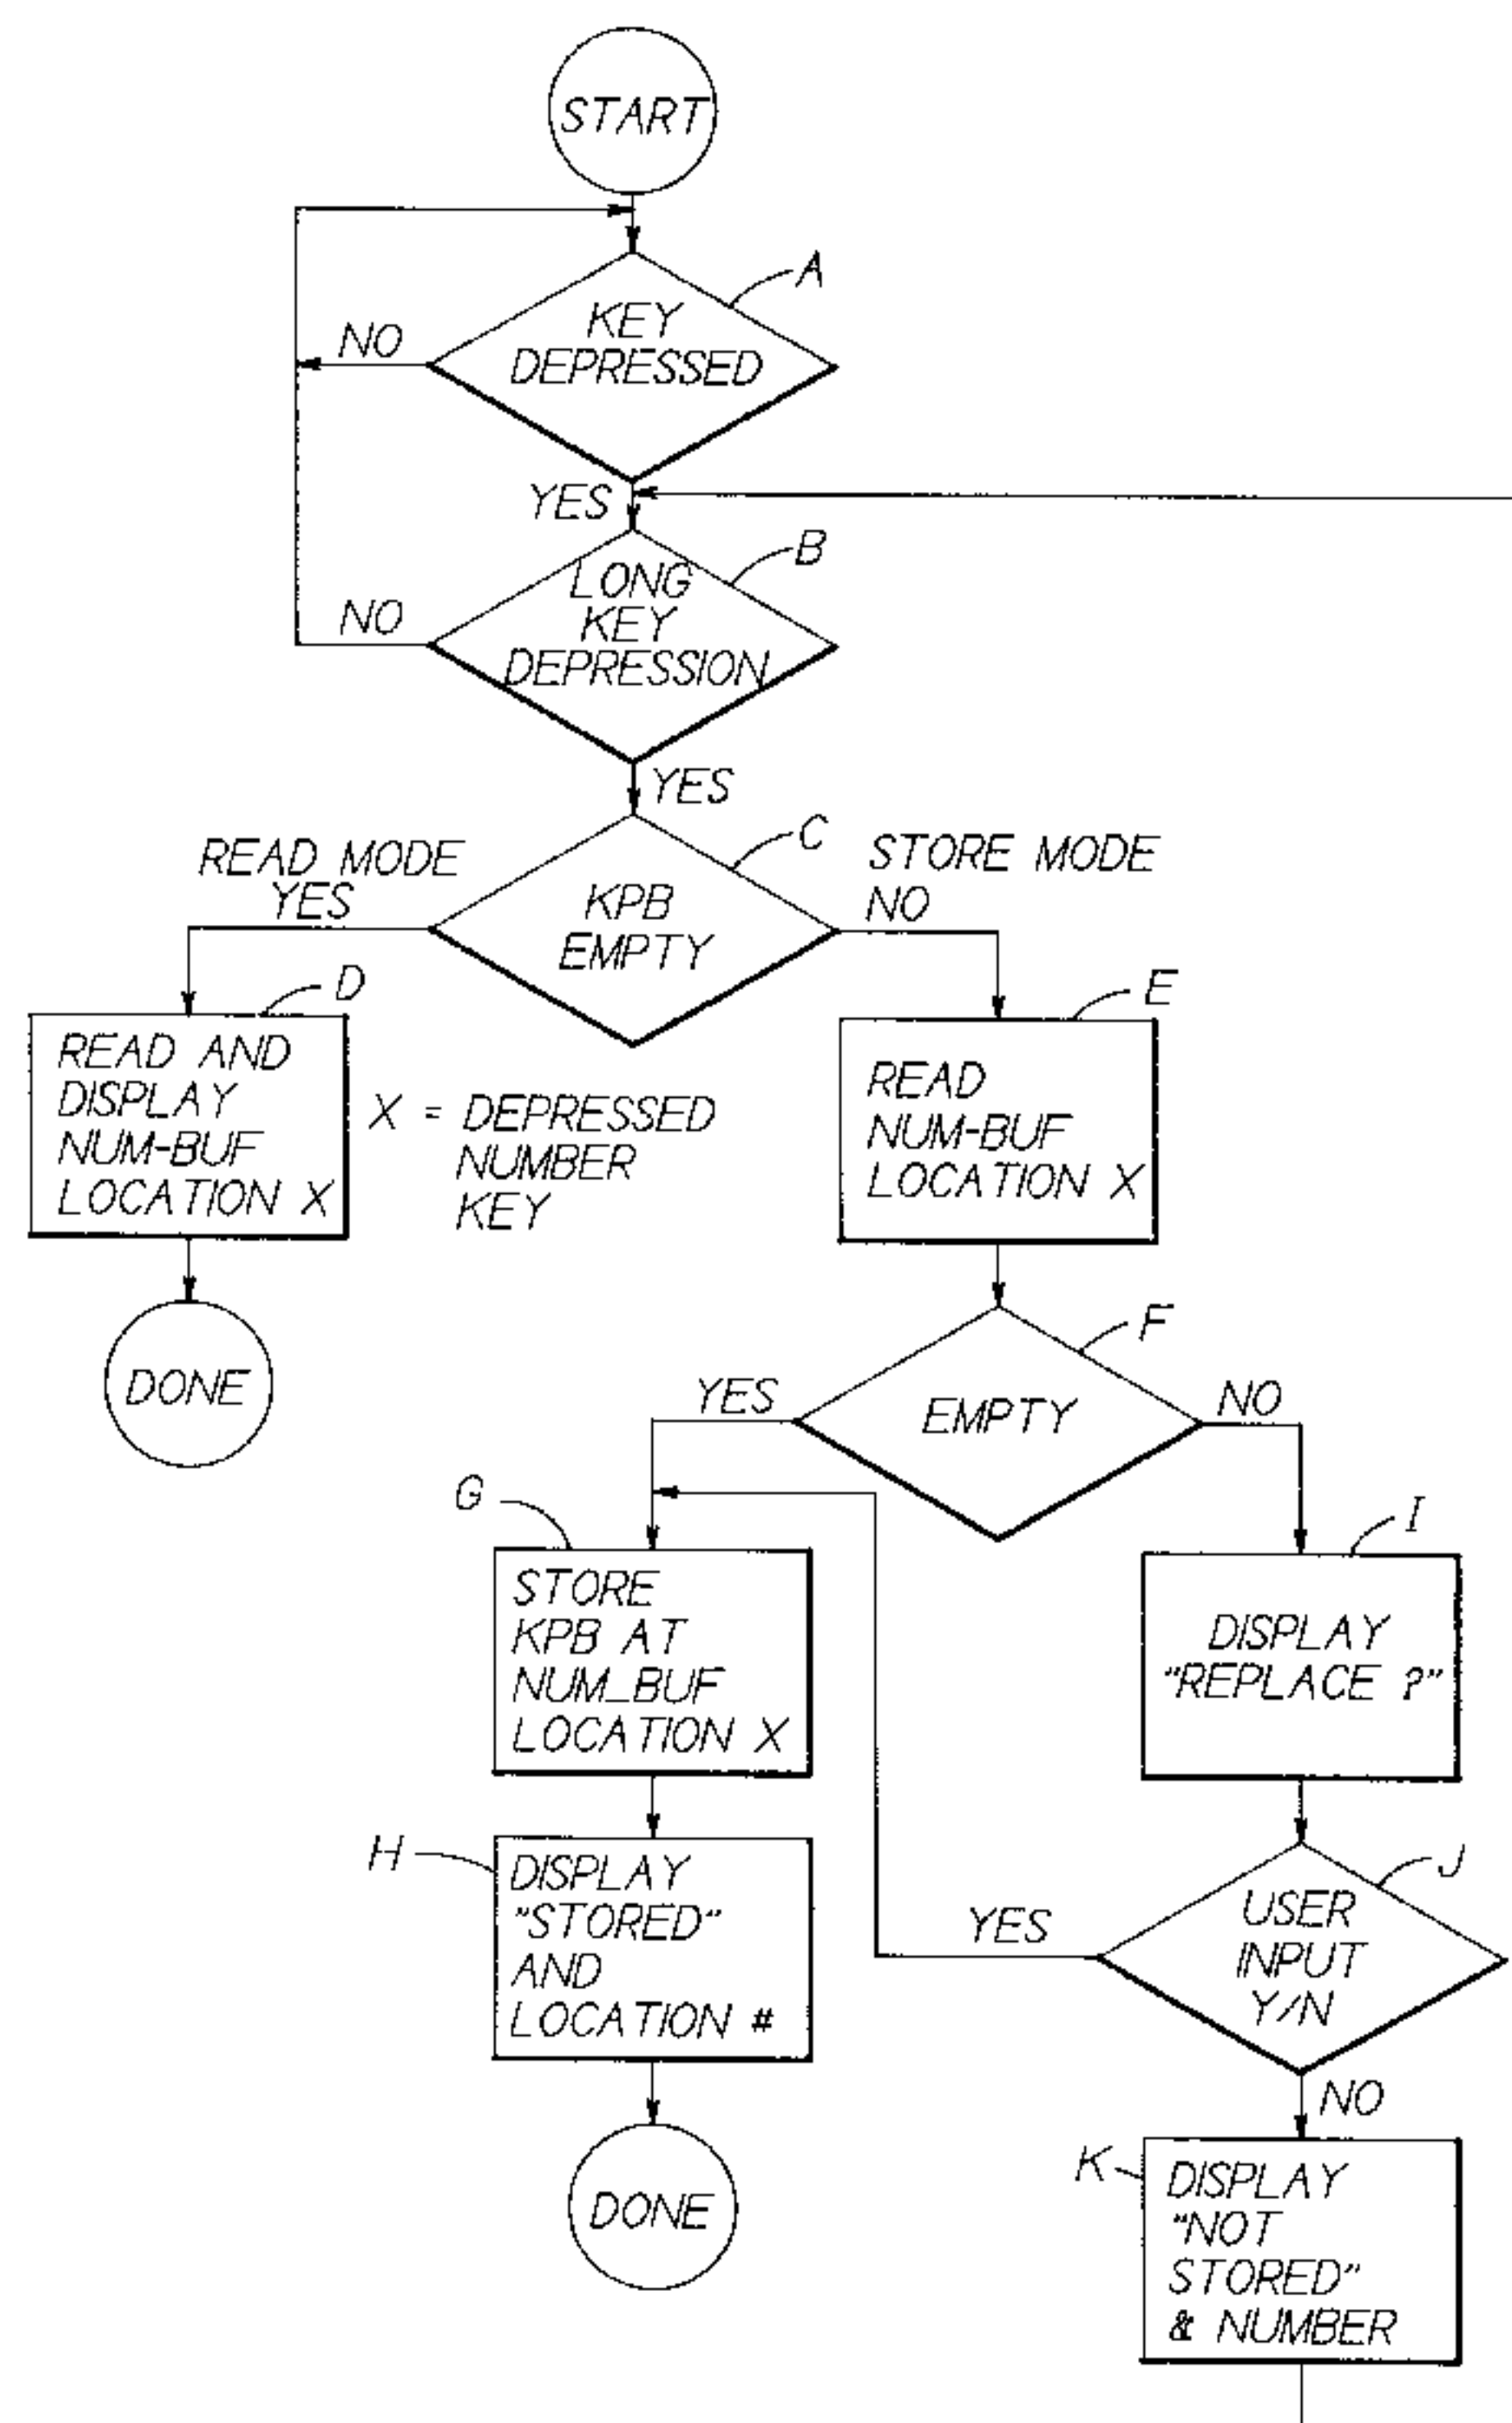 START
A
KEY
DEPRESSED
NO
YES
B
LONG
KEY
DEPRESSION
NO
YES
C
READ MODE
YES
KPB
EMPTY
STORE MODE
NO
D
READ AND
DISPLAY
NUM-BUF
LOCATION X
X = DEPRESSED
NUMBER
KEY
E
READ
NUM-BUF
LOCATION X
DONE
F
YES
EMPTY
NO
G
STORE
KPB AT
NUM_BUF
LOCATION X
I
DISPLAY
"REPLACE ?"
H
DISPLAY
"STORED"
AND
LOCATION #
J
YES
USER
INPUT
Y/N
NO
DONE
K
DISPLAY
"NOT
STORED"
& NUMBER